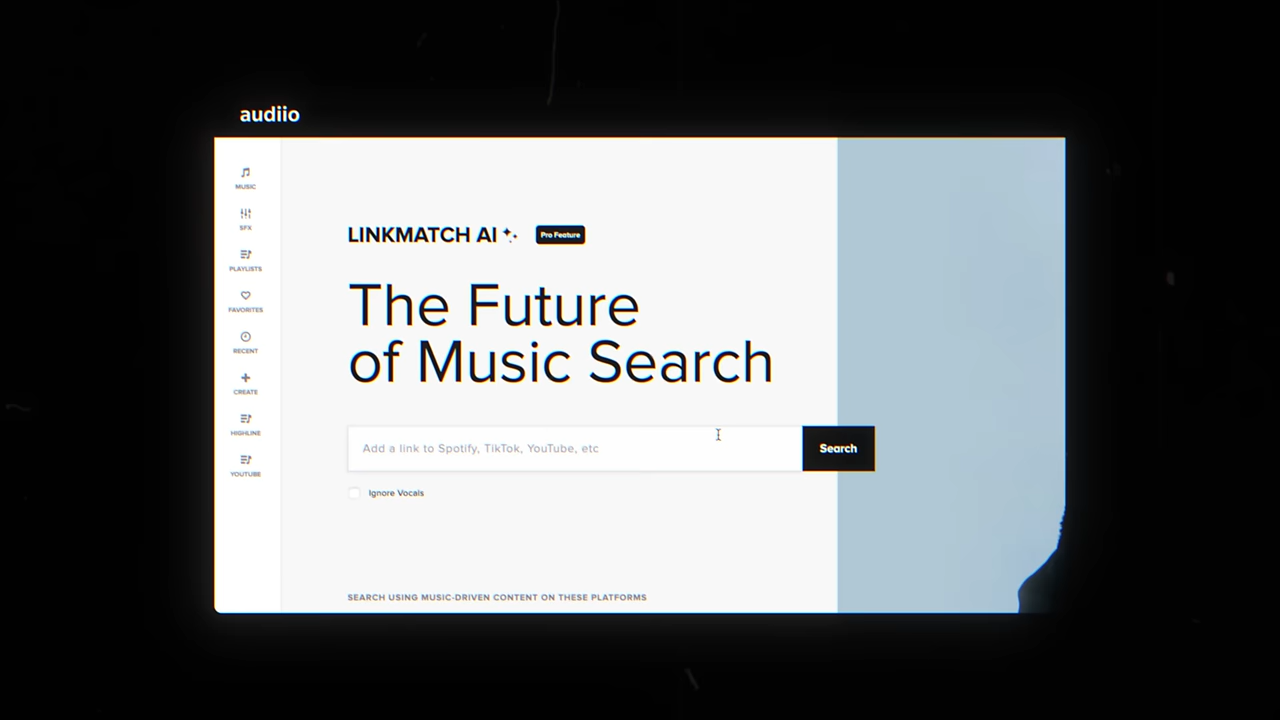 audiio
MUSIC
SFX
PLAYLISTS
FAVORITES
RECENT
CREATE
HIGHLINE
YOUTUBE
LINKMATCH AI
Pro Feature
The Future
of Music Search
Add a link to Spotify, TikTok, YouTube, etc
Search
Ignore Vocals
SEARCH USING MUSIC-DRIVEN CONTENT ON THESE PLATFORMS